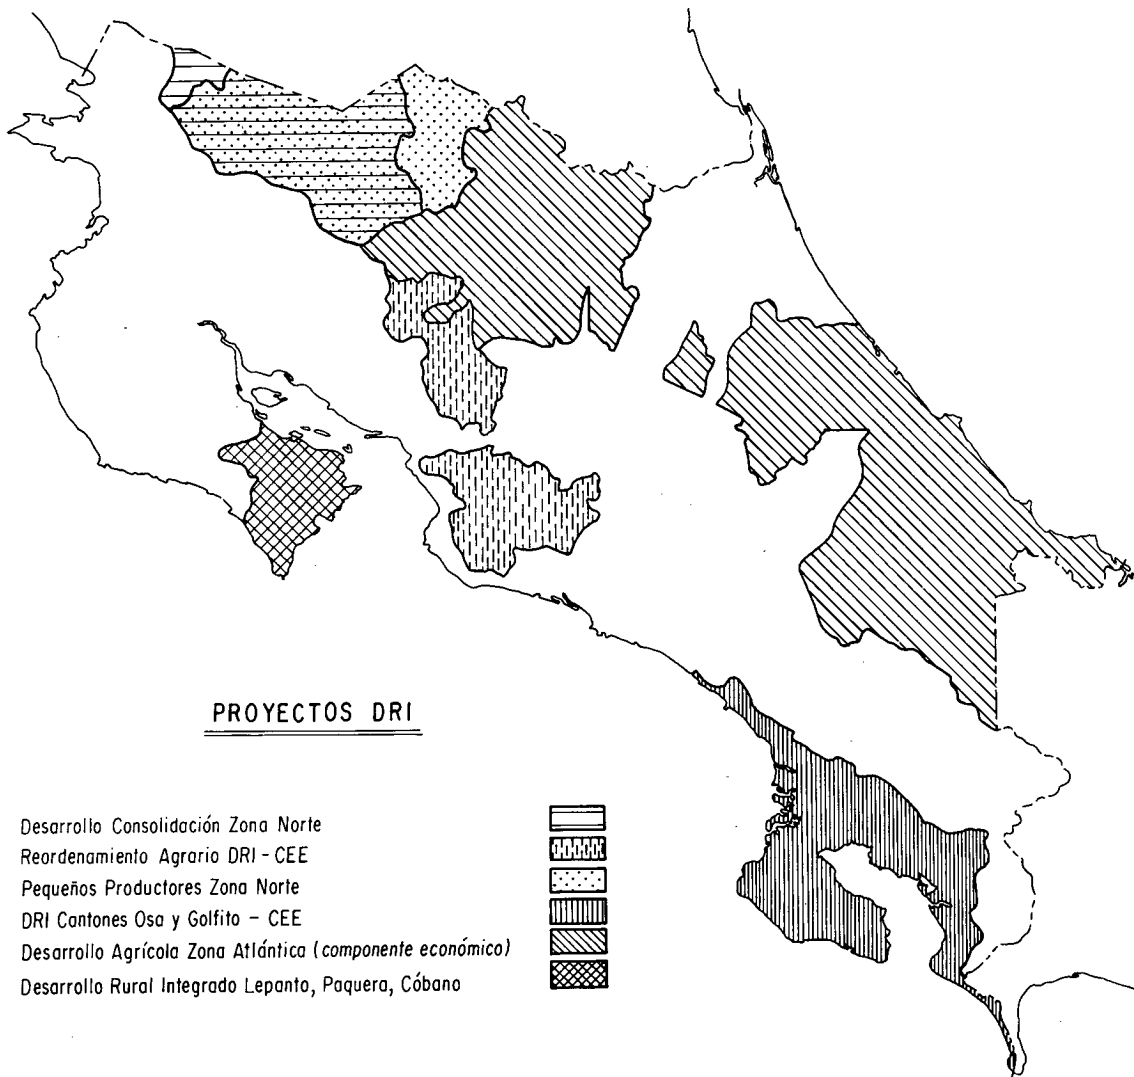 PROYECTOS DRI
Desarrollo Consolidación Zona Norte
Reordenamiento Agrario DRI - CEE
Pequeños Productores Zona Norte
DRI Cantones Osa y Golfito - CEE
Desarrollo Agrícola Zona Atlántica (componente económico)
Desarrollo Rural Integrado Lepanto, Paquera, Cóbano